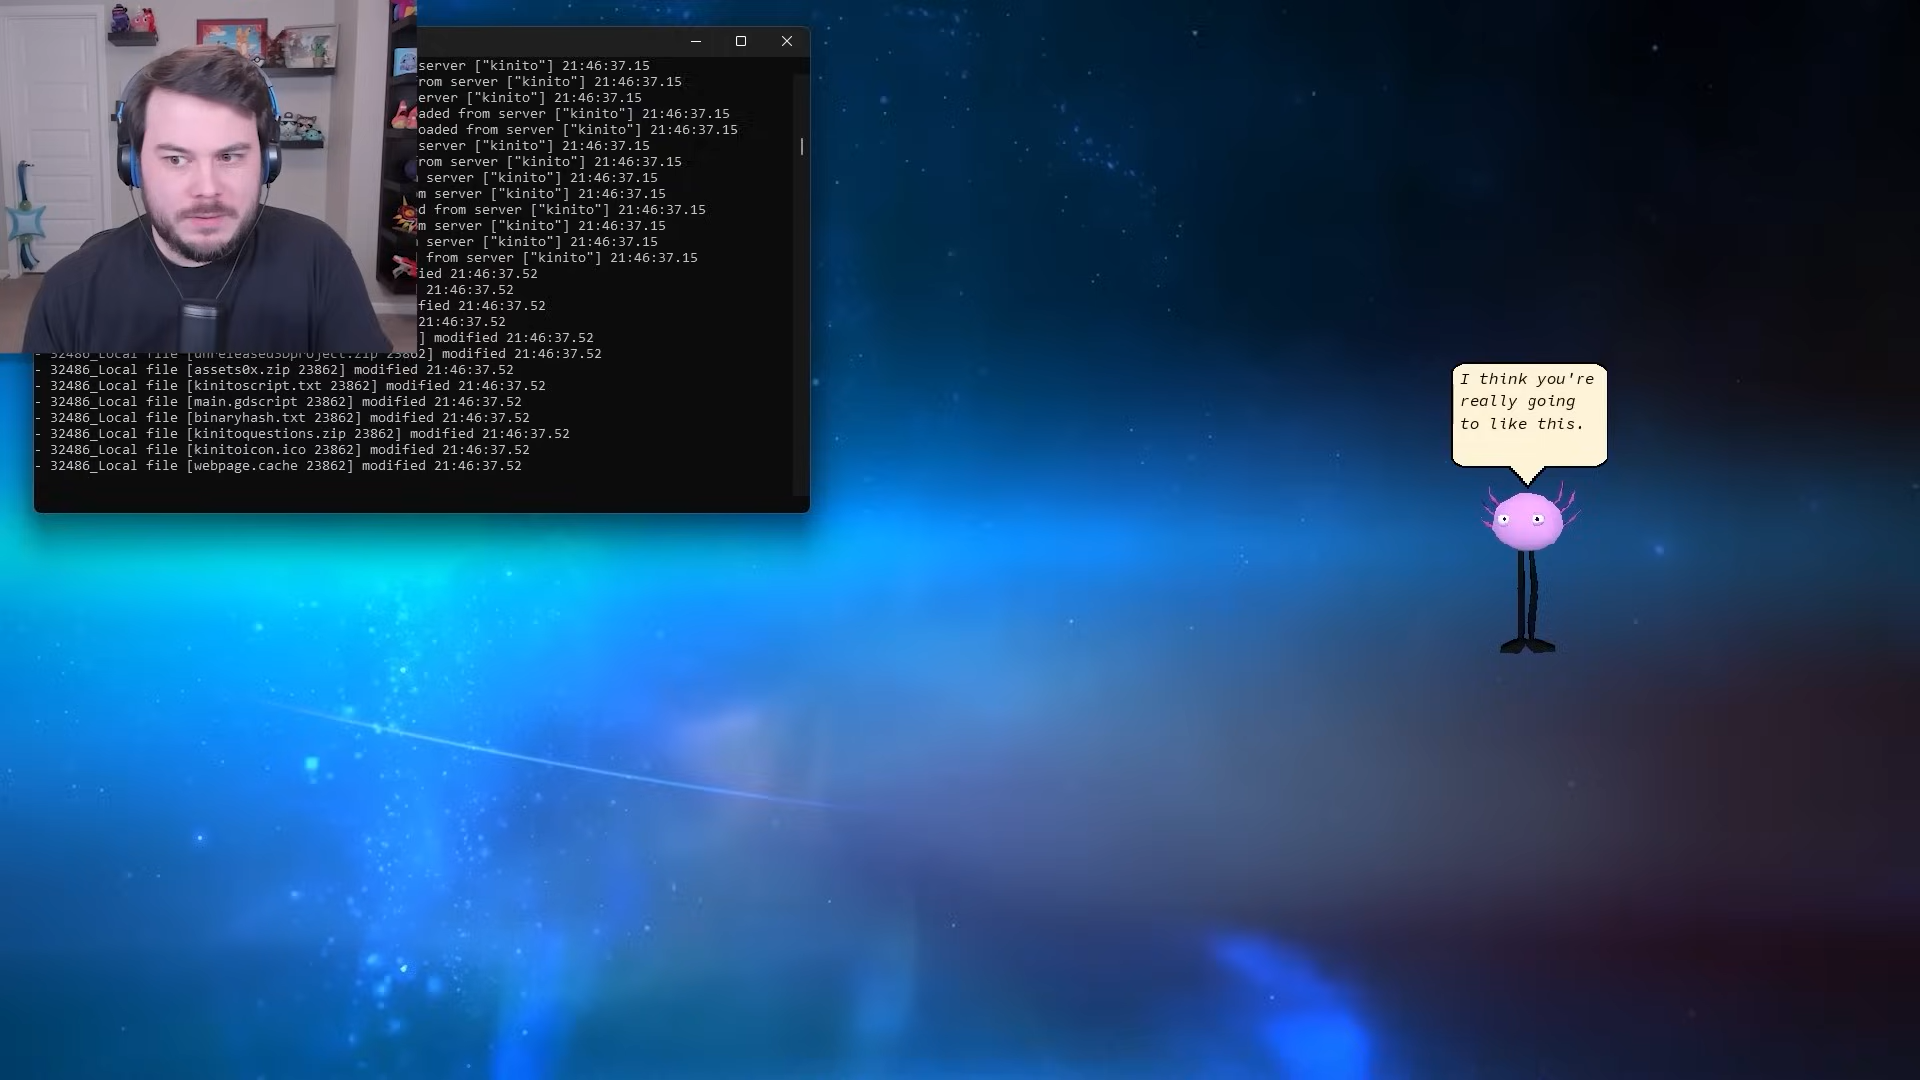 server ["kinito"] 21:46:37.15
rom server ["kinito"] 21:46:37.15
erver ["kinito"] 21:46:37.15
aded from server ["kinito"] 21:46:37.15
oaded from server ["kinito"] 21:46:37.15
server ["kinito"] 21:46:37.15
rom server ["kinito"] 21:46:37.15
server ["kinito"] 21:46:37.15
m server ["kinito"] 21:46:37.15
d from server ["kinito"] 21:46:37.15
m server ["kinito"] 21:46:37.15
server ["kinito"] 21:46:37.15
from server ["kinito"] 21:46:37.15
ied 21:46:37.52
21:46:37.52
fied 21:46:37.52
21:46:37.52
] modified 21:46:37.52
- 32486_Local file [unreleased3Dproject.zip 23862] modified 21:46:37.52
- 32486_Local file [assets0x.zip 23862] modified 21:46:37.52
- 32486_Local file [kinitoscript.txt 23862] modified 21:46:37.52
- 32486_Local file [main.gdscript 23862] modified 21:46:37.52
- 32486_Local file [binaryhash.txt 23862] modified 21:46:37.52
- 32486_Local file [kinitoquestions.zip 23862] modified 21:46:37.52
- 32486_Local file [kinitoicon.ico 23862] modified 21:46:37.52
- 32486_Local file [webpage.cache 23862] modified 21:46:37.52
I think you're
really going
to like this.